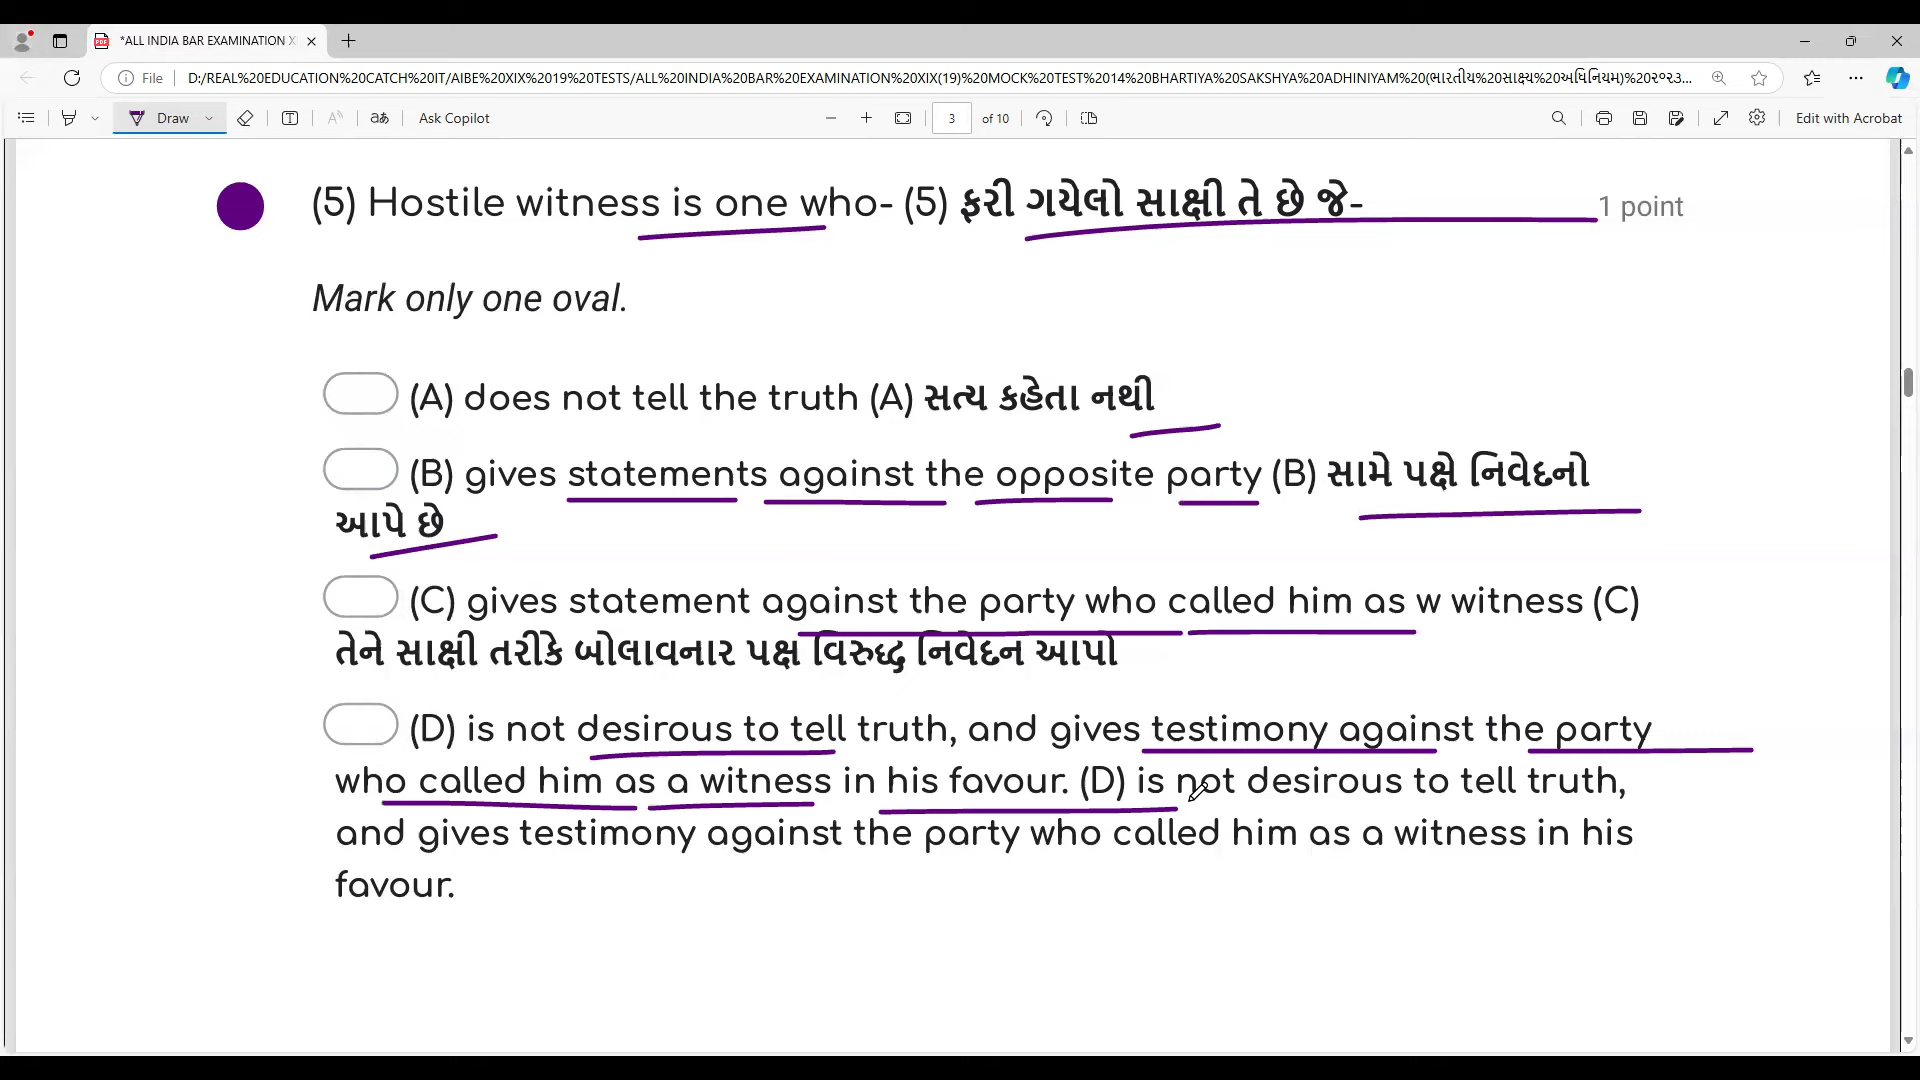 *ALL INDIA BAR EXAMINATION X
File D:/REAL%20EDUCATION%20CATCH%20IT/AIBE%20XIX%2019%20TESTS/ALL%20INDIA%20BAR%20EXAMINATION%20XIX(19)%20MOCK%20TEST%2014%20BHARTIYA%20SAKSHYA%20ADHINIYAM%20(ભારતીય%20સાક્ષ્ય%20અધિનિયમ)%20૨૦૨૩...
Draw aあ Ask Copilot 3 of 10 Edit with Acrobat
(5) Hostile witness is one who- (5) ફરી ગયેલો સાક્ષી તે છે જે- 1 point
Mark only one oval.
(A) does not tell the truth (A) સત્ય કહેતા નથી
(B) gives statements against the opposite party (B) સામે પક્ષે નિવેદનો
આપે છે
(C) gives statement against the party who called him as w witness (C)
તેને સાક્ષી તરીકે બોલાવનાર પક્ષ વિરુદ્ધ નિવેદન આપો
(D) is not desirous to tell truth, and gives testimony against the party
who called him as a witness in his favour. (D) is not desirous to tell truth,
and gives testimony against the party who called him as a witness in his
favour.